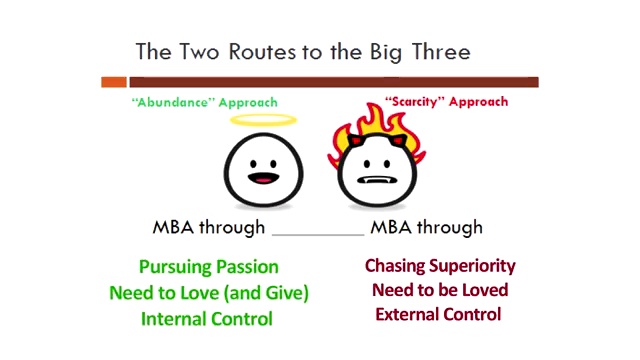 The Two Routes to the Big Three
"Abundance" Approach
"Scarcity" Approach
MBA through __________ MBA through
Pursuing Passion
Need to Love (and Give)
Internal Control
Chasing Superiority
Need to be Loved
External Control